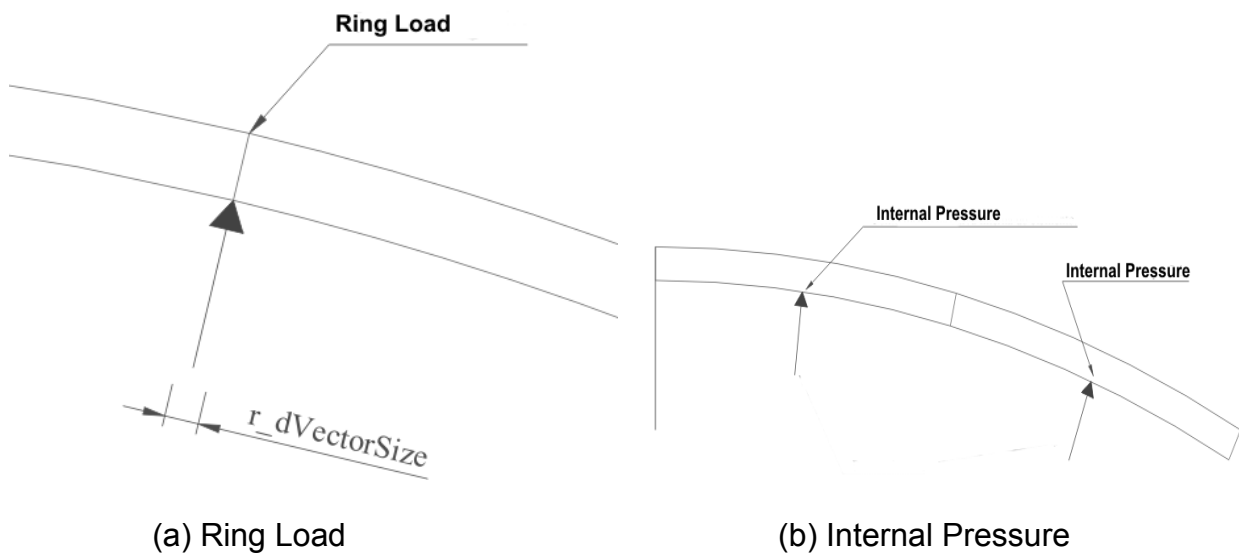 Ring Load
r_dVectorSize
Internal Pressure
Internal Pressure
(a) Ring Load
(b) Internal Pressure